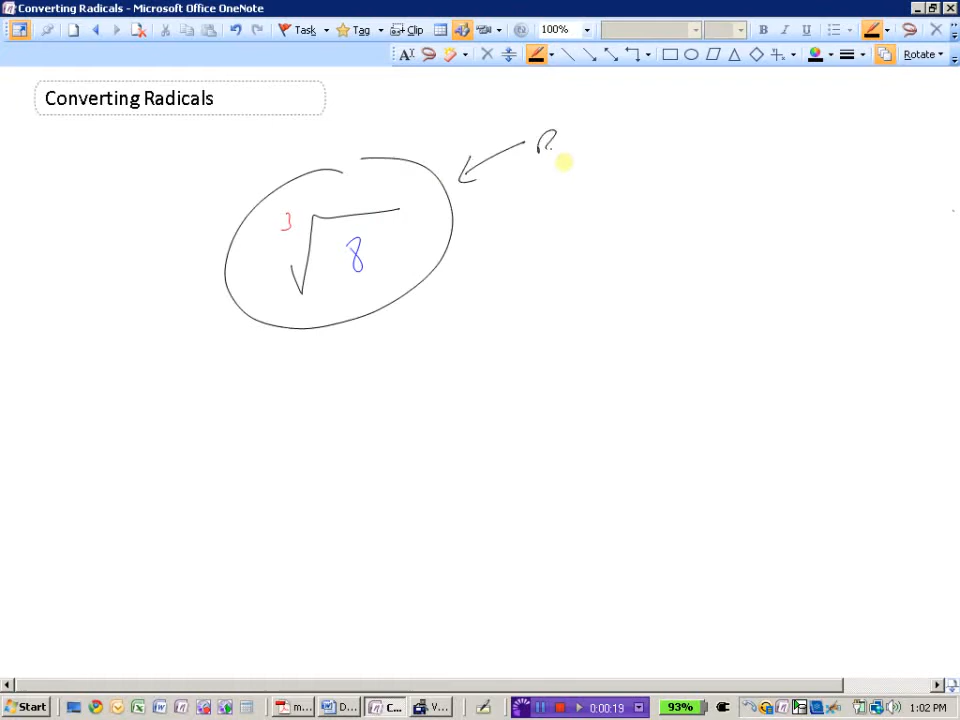 Converting Radicals - Microsoft Office OneNote
Task Tag Clip 100% B I U
Rotate
Converting Radicals
R
3
√8
Start m... D... C... V... 0:00:19 93% 1:02 PM